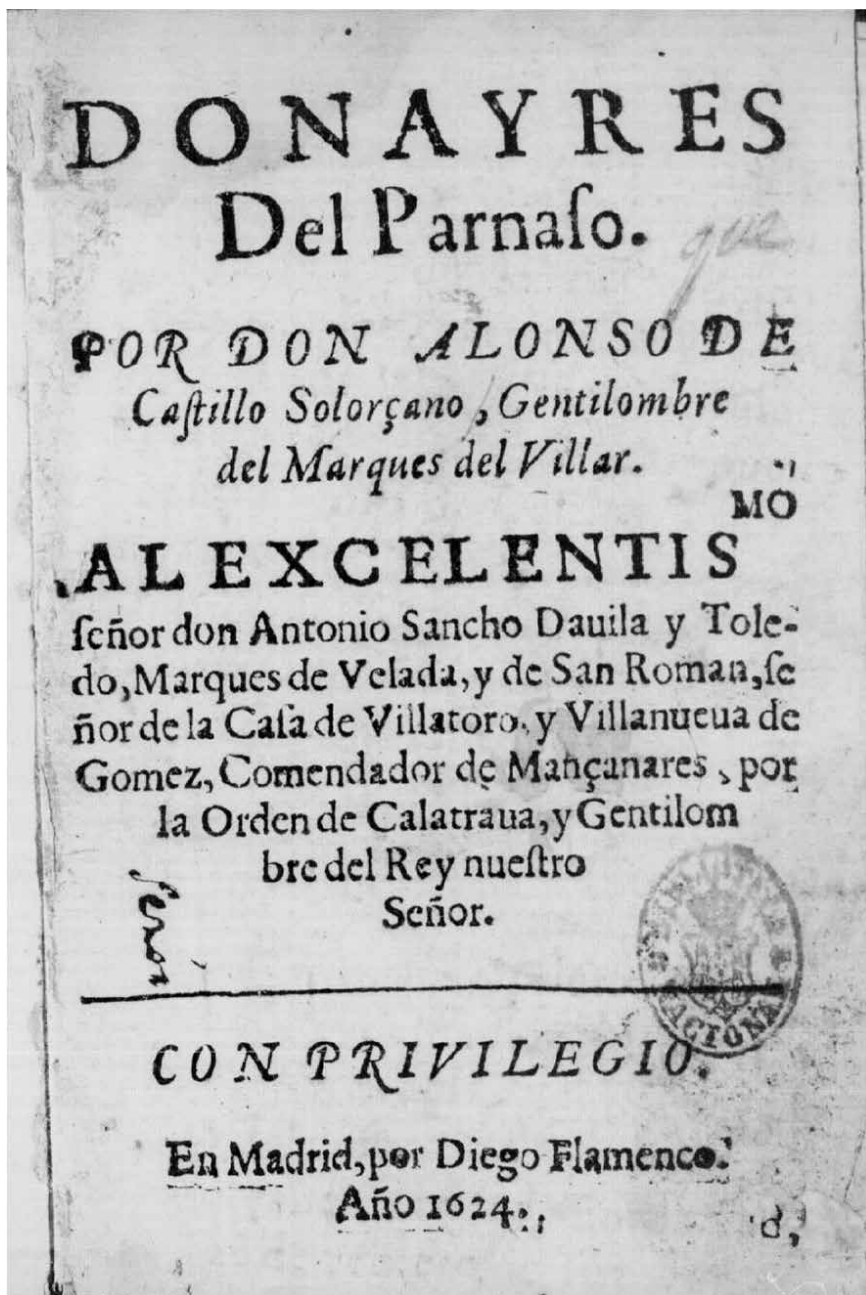 DONAYRES
Del Parnaſo.
que
POR DON ALONSO DE
Caſtillo Solorçano, Gentilombre
del Marques del Villar.
MO
AL EXCELENTIS
ſeñor don Antonio Sancho Dauila y Tole-
do, Marques de Velada, y de San Roman, ſe
ñor de la Caſa de Villatoro, y Villanueua de
Gomez, Comendador de Mançanares, por
la Orden de Calatraua, y Gentilom
bre del Rey nueſtro
Señor.
CON PRIVILEGIO.
En Madrid, por Diego Flamenco.
Año 1624.